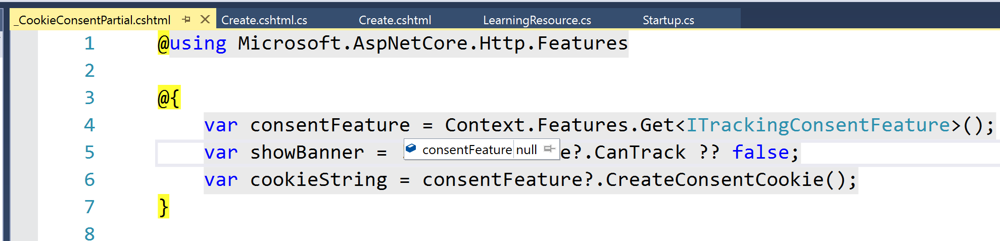 _CookieConsentPartial.cshtml Create.cshtml.cs Create.cshtml LearningResource.cs Startup.cs
1 @using Microsoft.AspNetCore.Http.Features
2
3 @{
4 var consentFeature = Context.Features.Get<ITrackingConsentFeature>();
5 var showBanner = consentFeature null e?.CanTrack ?? false;
6 var cookieString = consentFeature?.CreateConsentCookie();
7 }
8